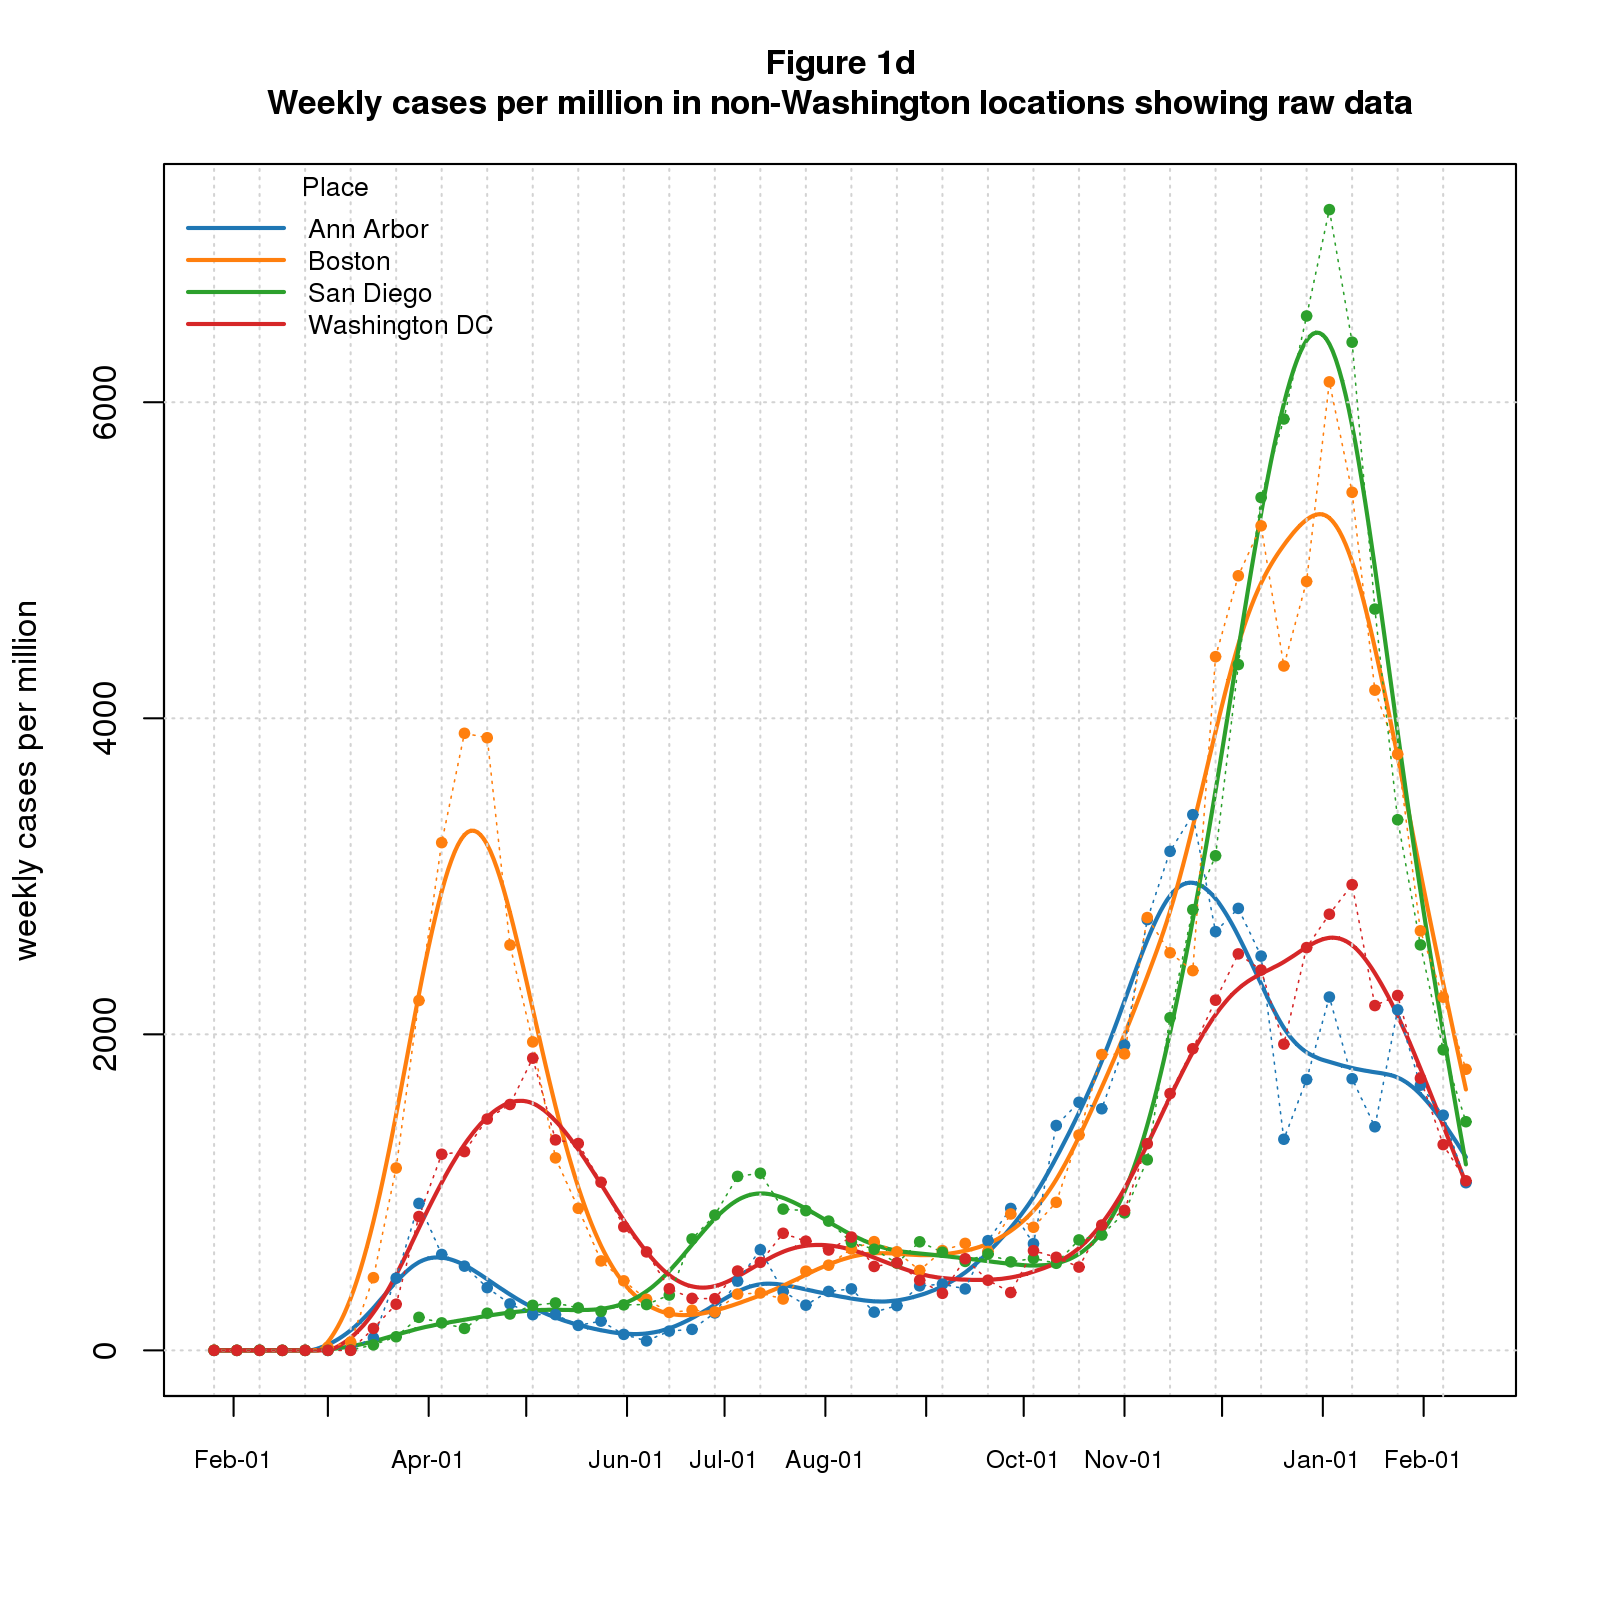 Figure 1d
Weekly cases per million in non-Washington locations showing raw data
Place
Ann Arbor
Boston
San Diego
Washington DC
weekly cases per million
6000
4000
2000
0
Feb-01 Apr-01 Jun-01 Jul-01 Aug-01 Oct-01 Nov-01 Jan-01 Feb-01